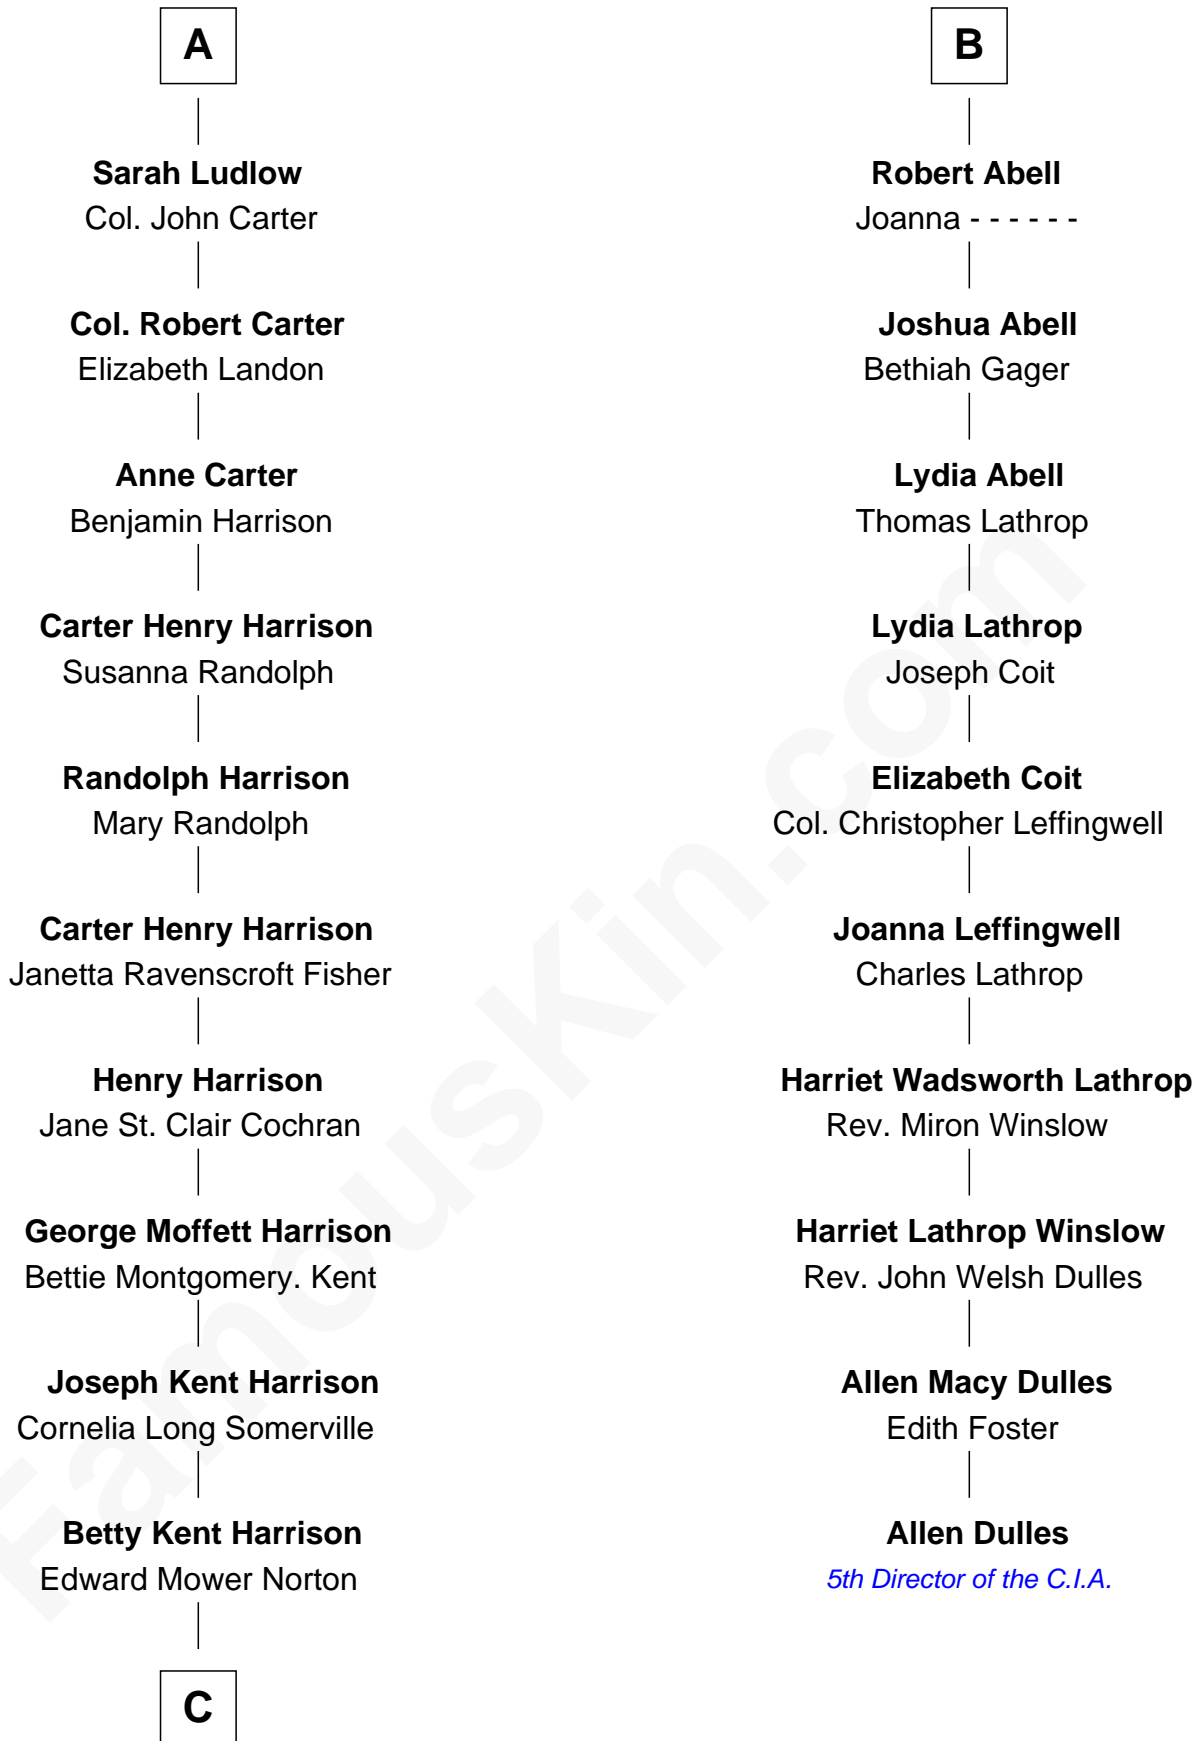 A
Sarah Ludlow
Col. John Carter
Col. Robert Carter
Elizabeth Landon
Anne Carter
Benjamin Harrison
Carter Henry Harrison
Susanna Randolph
Randolph Harrison
Mary Randolph
Carter Henry Harrison
Janetta Ravenscroft Fisher
Henry Harrison
Jane St. Clair Cochran
George Moffett Harrison
Bettie Montgomery. Kent
Joseph Kent Harrison
Cornelia Long Somerville
Betty Kent Harrison
Edward Mower Norton
C
B
Robert Abell
Joanna - - - - - -
Joshua Abell
Bethiah Gager
Lydia Abell
Thomas Lathrop
Lydia Lathrop
Joseph Coit
Elizabeth Coit
Col. Christopher Leffingwell
Joanna Leffingwell
Charles Lathrop
Harriet Wadsworth Lathrop
Rev. Miron Winslow
Harriet Lathrop Winslow
Rev. John Welsh Dulles
Allen Macy Dulles
Edith Foster
Allen Dulles
5th Director of the C.I.A.
FamousKin.com